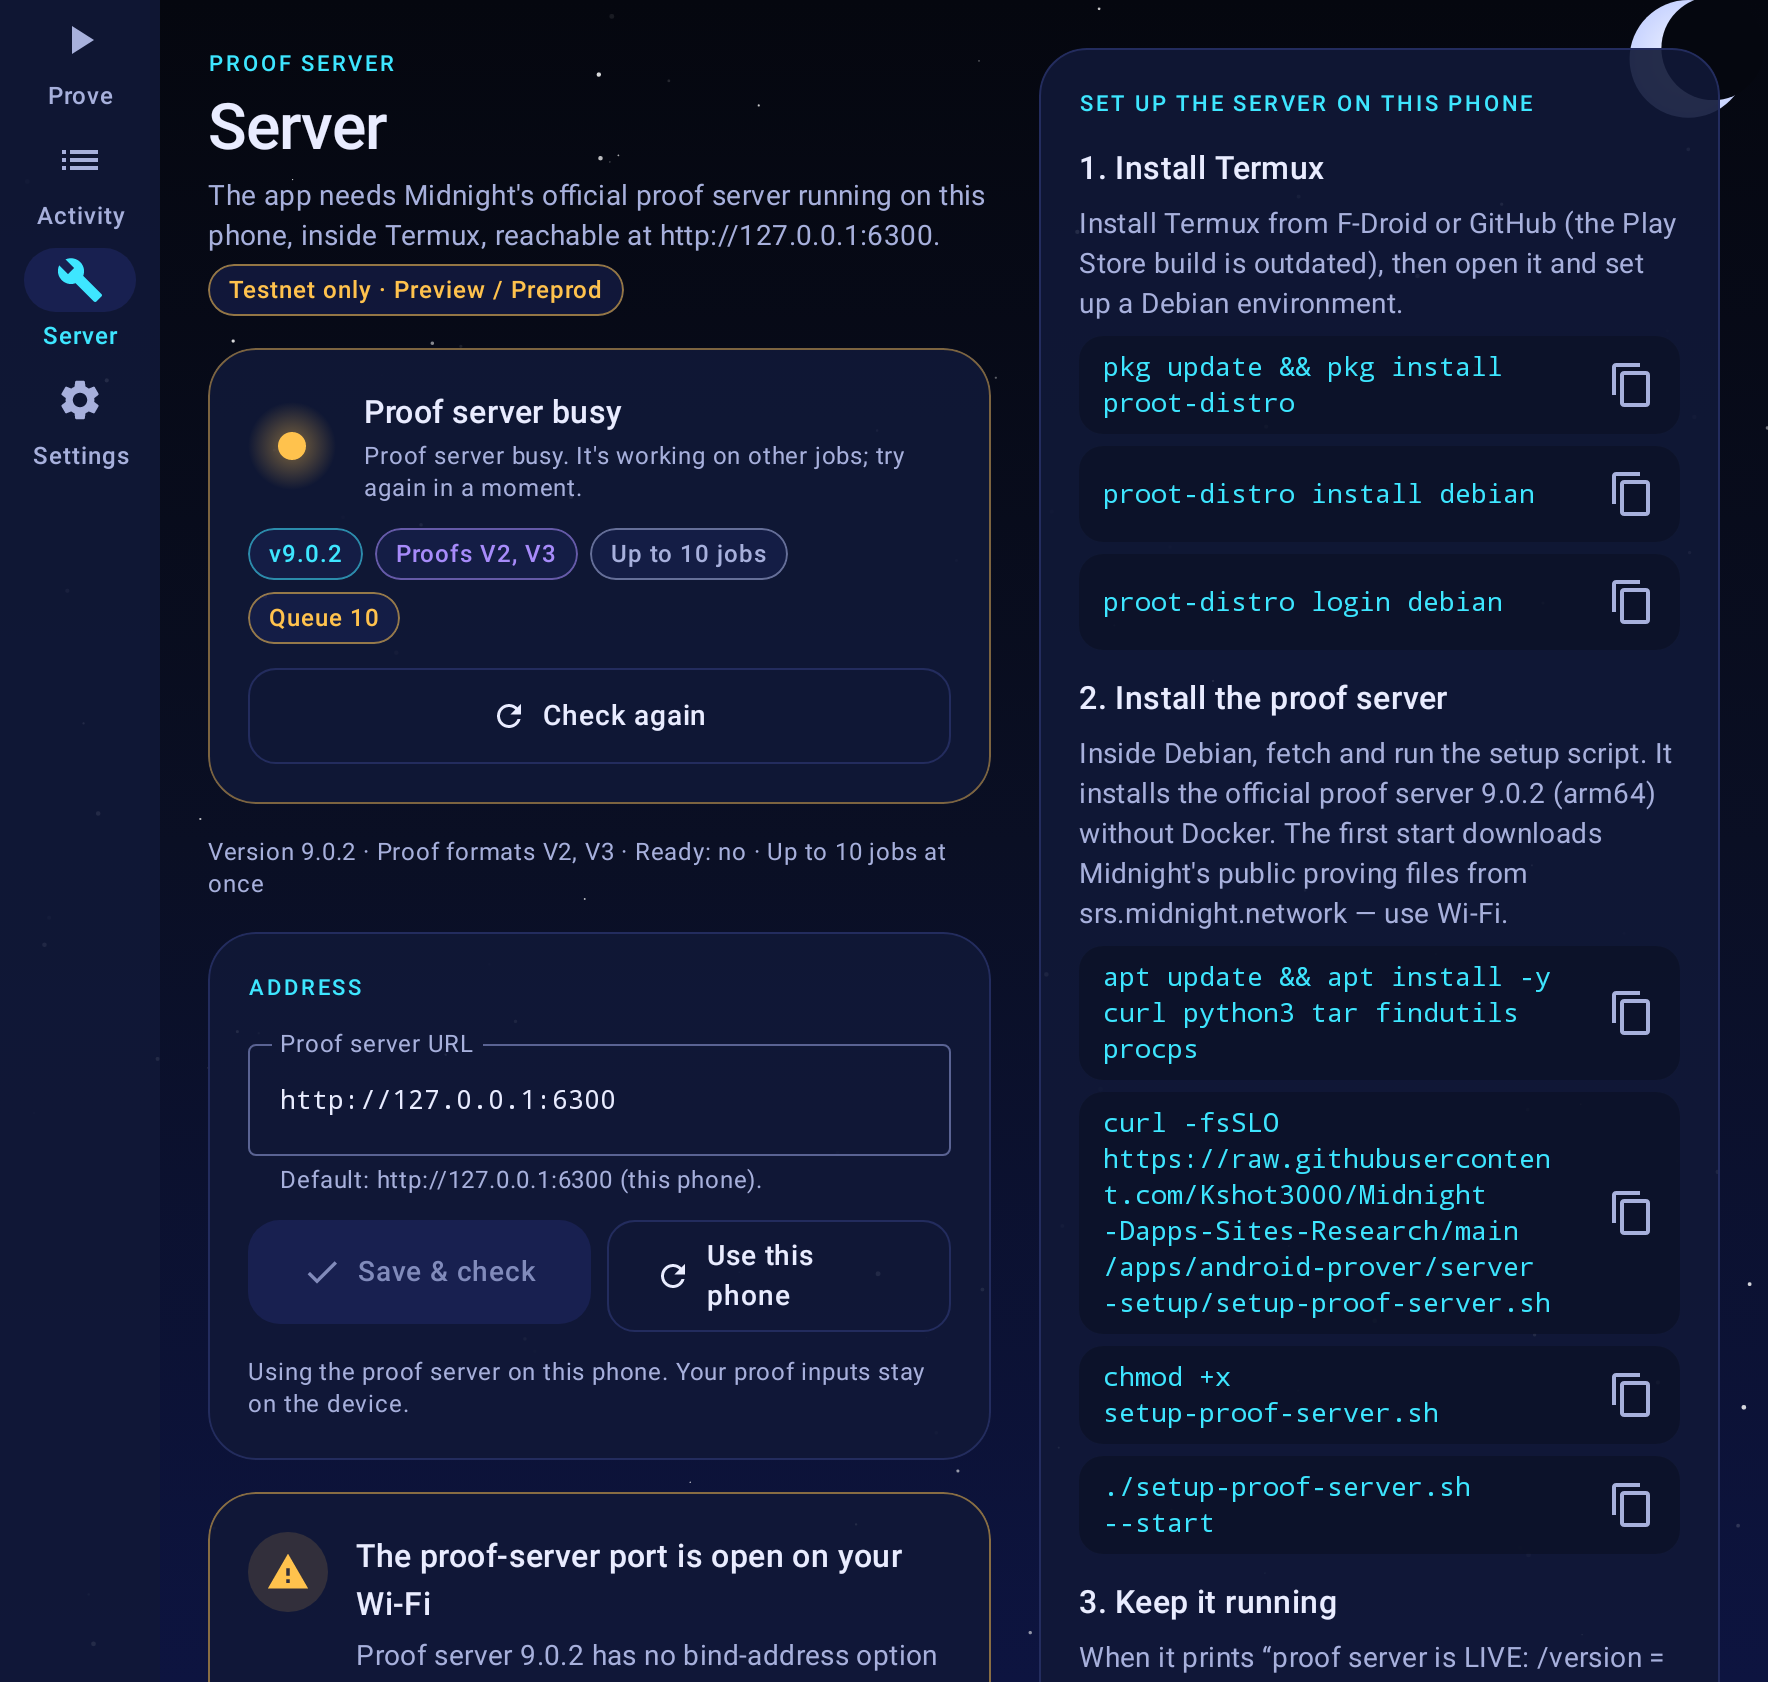 Prove
Activity
Server
Settings
PROOF SERVER
Server
The app needs Midnight's official proof server running on this
phone, inside Termux, reachable at http://127.0.0.1:6300.
Testnet only · Preview / Preprod
Proof server busy
Proof server busy. It's working on other jobs; try
again in a moment.
v9.0.2
Proofs V2, V3
Up to 10 jobs
Queue 10
Check again
Version 9.0.2 · Proof formats V2, V3 · Ready: no · Up to 10 jobs at
once
ADDRESS
Proof server URL
http://127.0.0.1:6300
Default: http://127.0.0.1:6300 (this phone).
Save & check
Use this
phone
Using the proof server on this phone. Your proof inputs stay
on the device.
The proof-server port is open on your
Wi-Fi
Proof server 9.0.2 has no bind-address option
SET UP THE SERVER ON THIS PHONE
1. Install Termux
Install Termux from F-Droid or GitHub (the Play
Store build is outdated), then open it and set
up a Debian environment.
pkg update && pkg install
proot-distro
proot-distro install debian
proot-distro login debian
2. Install the proof server
Inside Debian, fetch and run the setup script. It
installs the official proof server 9.0.2 (arm64)
without Docker. The first start downloads
Midnight's public proving files from
srs.midnight.network — use Wi-Fi.
apt update && apt install -y
curl python3 tar findutils
procps
curl -fsSLO
https://raw.githubuserconten
t.com/Kshot3000/Midnight
-Dapps-Sites-Research/main
/apps/android-prover/server
-setup/setup-proof-server.sh
chmod +x
setup-proof-server.sh
./setup-proof-server.sh
--start
3. Keep it running
When it prints “proof server is LIVE: /version =